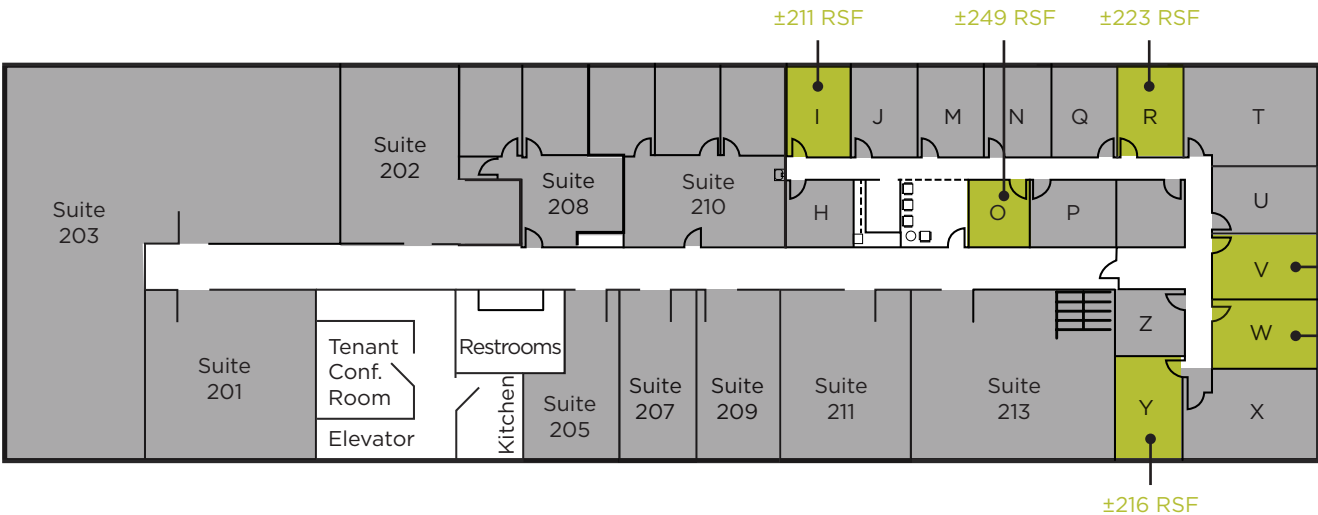 ±211 RSF
±249 RSF
±223 RSF
I
J
M
N
Q
R
T
Suite
202
Suite
208
Suite
210
Suite
203
H
O
P
U
V
Z
W
Tenant
Conf.
Room
Restrooms
Suite
201
Elevator
Kitchen
Suite
205
Suite
207
Suite
209
Suite
211
Suite
213
Y
X
±216 RSF